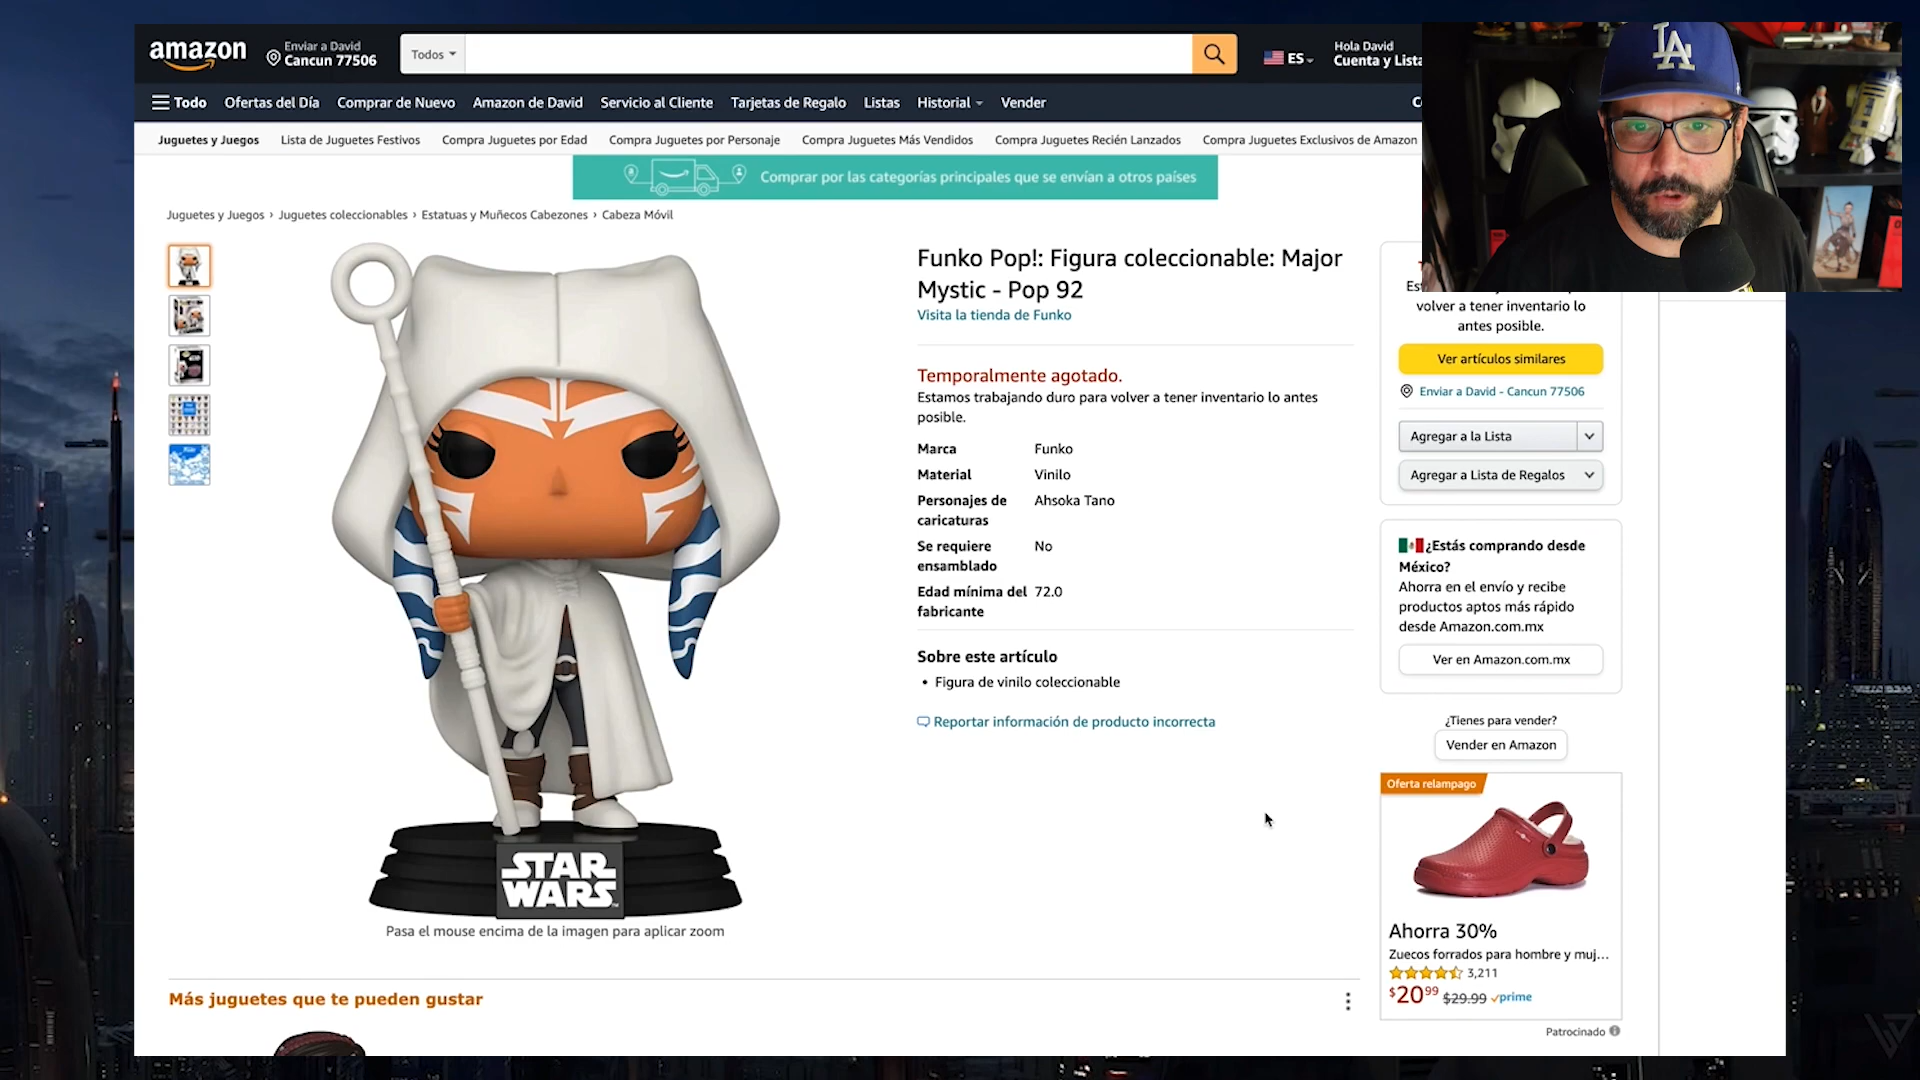 amazon
Enviar a David
Cancun 77506
Todos
ES
Hola David
Cuenta y Lista
Todo
Ofertas del Día
Comprar de Nuevo
Amazon de David
Servicio al Cliente
Tarjetas de Regalo
Listas
Historial
Vender
Juguetes y Juegos
Lista de Juguetes Festivos
Compra Juguetes por Edad
Compra Juguetes por Personaje
Compra Juguetes Más Vendidos
Compra Juguetes Recién Lanzados
Compra Juguetes Exclusivos de Amazon
LA
Comprar por las categorías principales que se envían a otros países
Juguetes y Juegos › Juguetes coleccionables › Estatuas y Muñecos Cabezones › Cabeza Móvil
Funko Pop!: Figura coleccionable: Major
Mystic - Pop 92
Visita la tienda de Funko
Temporalmente agotado.
Estamos trabajando duro para volver a tener inventario lo antes
posible.
Marca Funko
Material Vinilo
Personajes de Ahsoka Tano
caricaturas
Se requiere No
ensamblado
Edad mínima del 72.0
fabricante
Sobre este artículo
• Figura de vinilo coleccionable
Reportar información de producto incorrecta
STAR
WARS
Pasa el mouse encima de la imagen para aplicar zoom
Más juguetes que te pueden gustar
volver a tener inventario lo
antes posible.
Ver artículos similares
Enviar a David - Cancun 77506
Agregar a la Lista
Agregar a Lista de Regalos
¿Estás comprando desde
México?
Ahorra en el envío y recibe
productos aptos más rápido
desde Amazon.com.mx
Ver en Amazon.com.mx
¿Tienes para vender?
Vender en Amazon
Oferta relampago
Ahorra 30%
Zuecos forrados para hombre y muj...
3,211
$20.99 $29.99 prime
Patrocinado